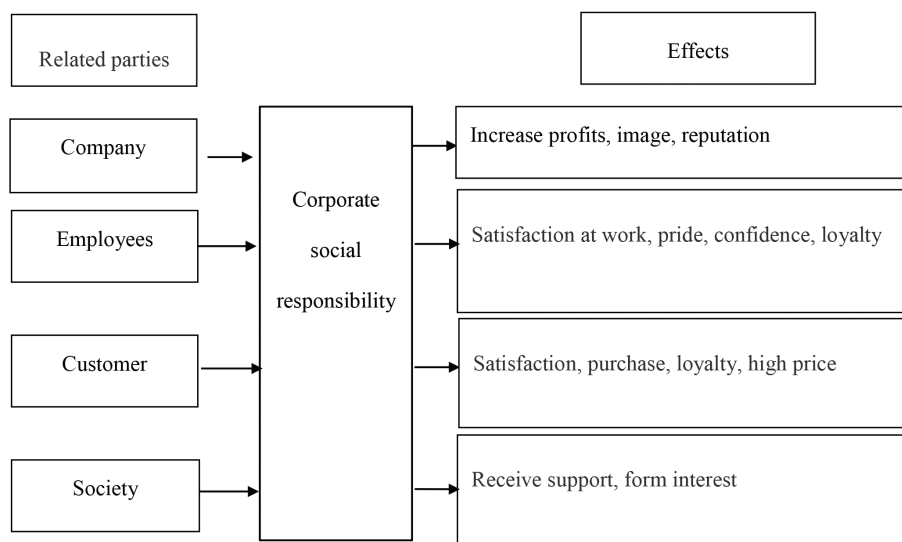 Related parties
Effects
Company
Increase profits, image, reputation
Employees
Corporate
social
responsibility
Satisfaction at work, pride, confidence, loyalty
Customer
Satisfaction, purchase, loyalty, high price
Society
Receive support, form interest